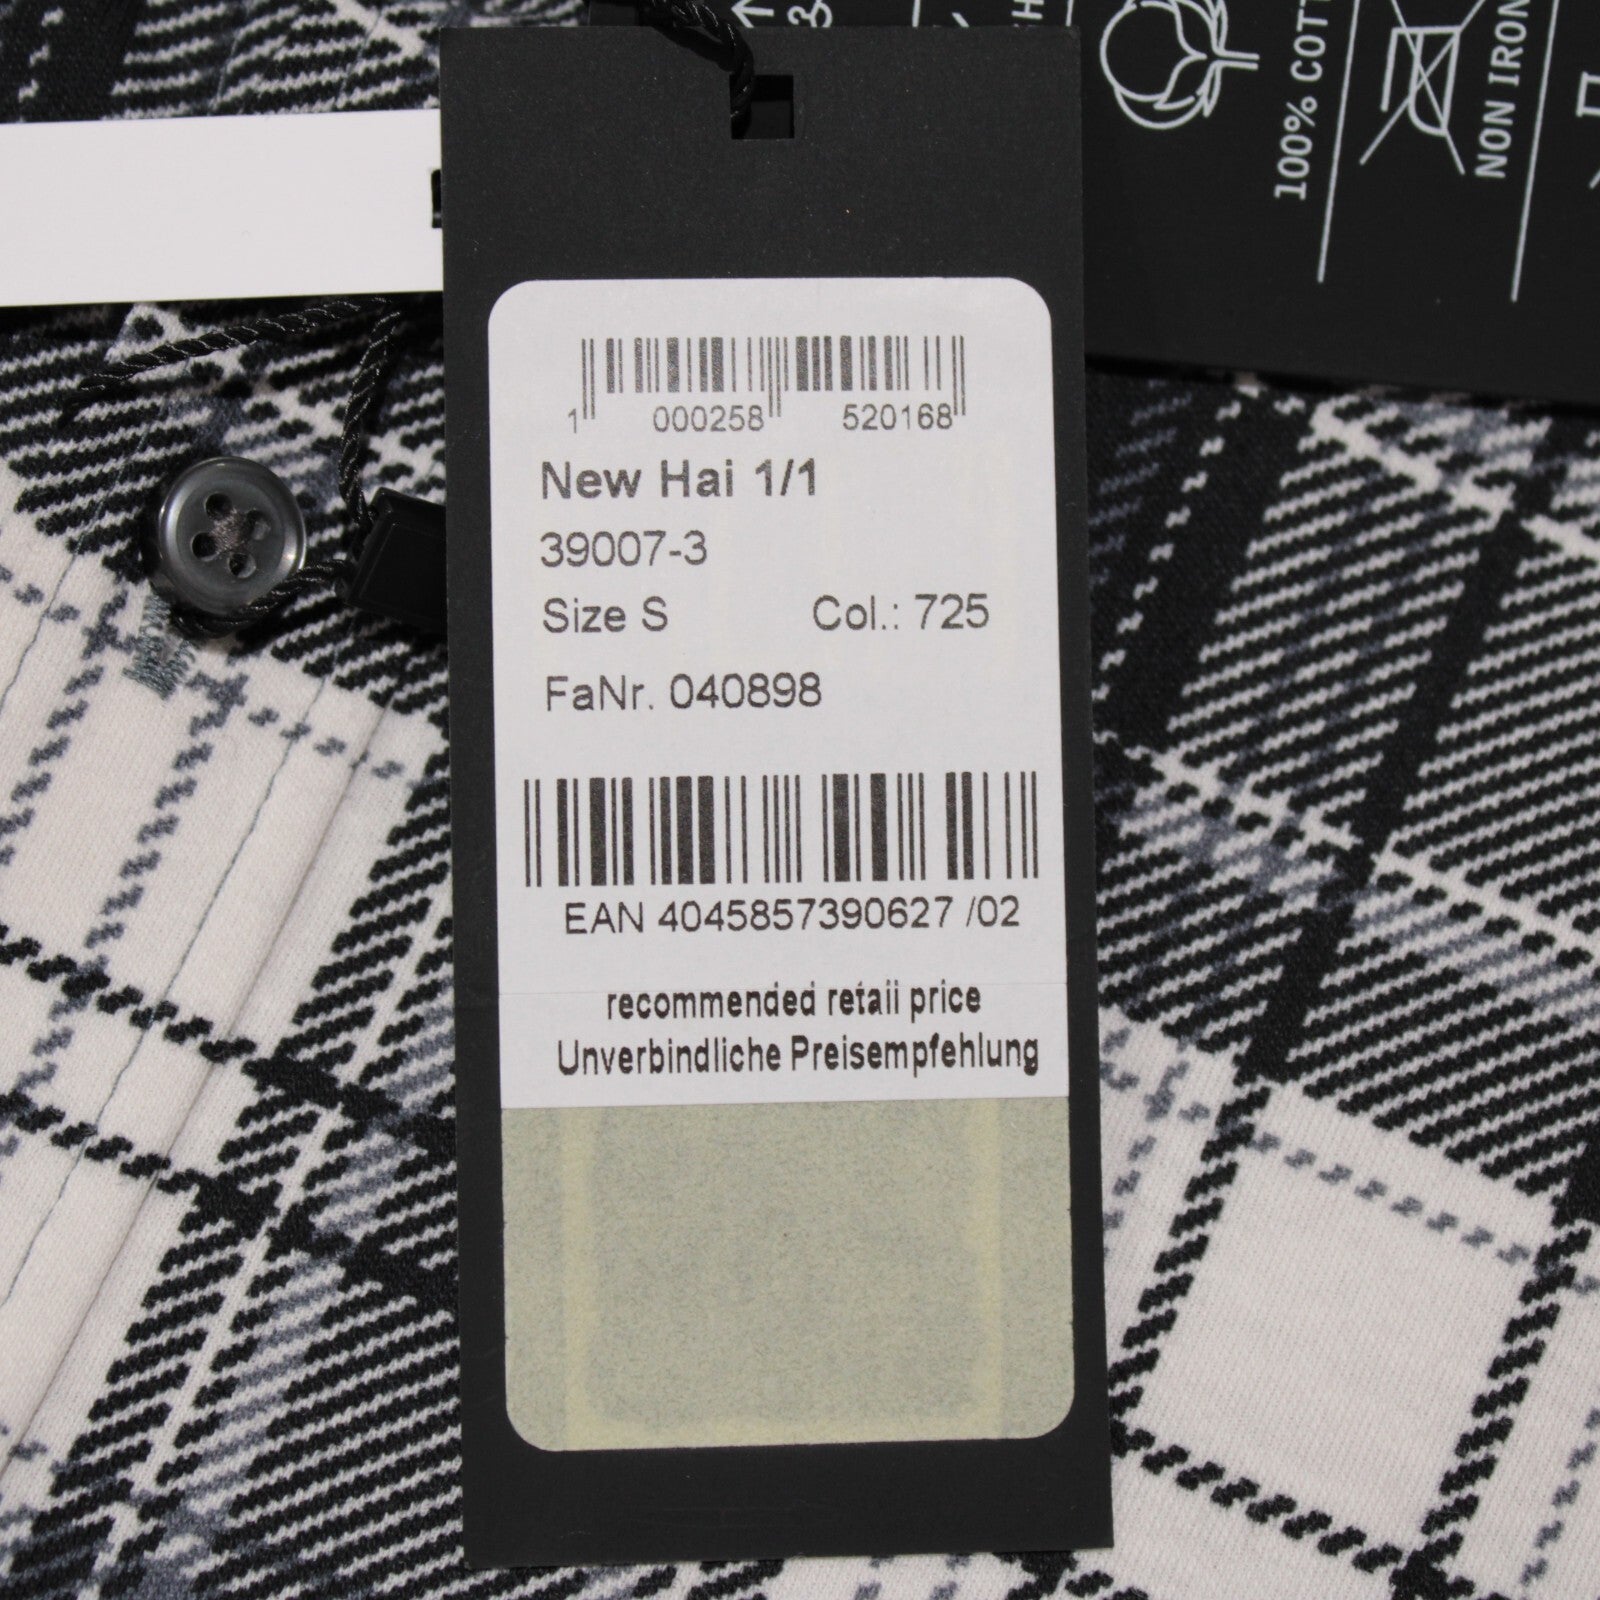 100% COTT
NON IRON
1 000258 520168
New Hai 1/1
39007-3
Size S Col.: 725
FaNr. 040898
EAN 4045857390627 /02
recommended retail price
Unverbindliche Preisempfehlung